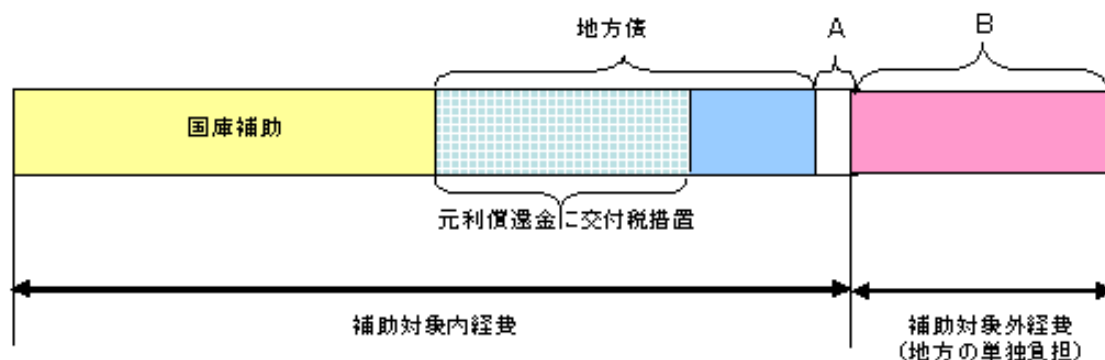 地方債
A
B
国庫補助
元利償還金に交付税措置
補助対象内経費
補助対象外経費
(地方の単独負担)